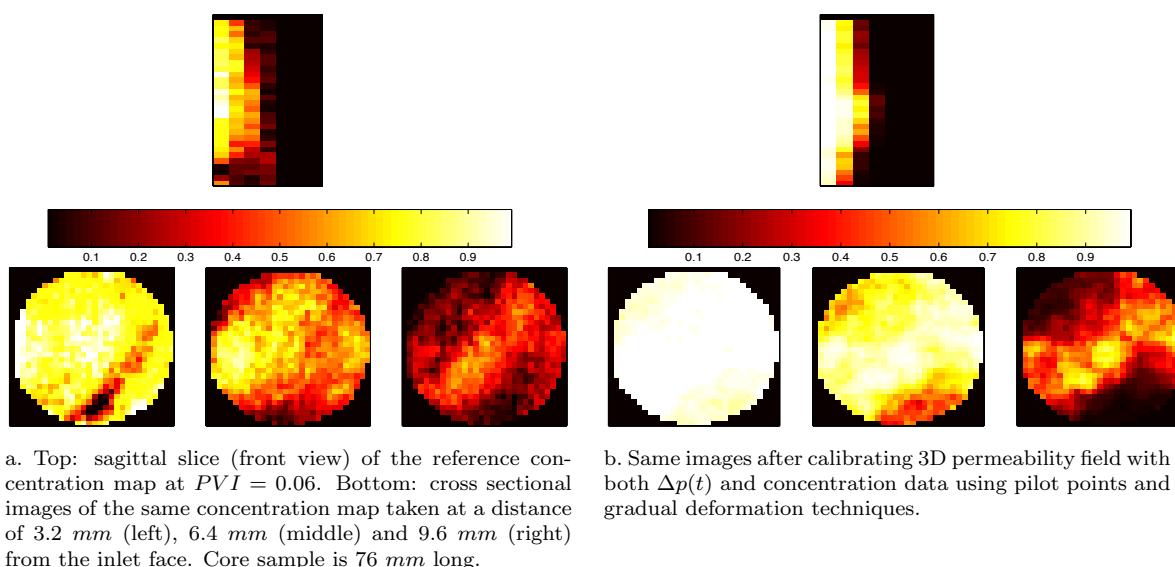 0.1 0.2 0.3 0.4 0.5 0.6 0.7 0.8 0.9
0.1 0.2 0.3 0.4 0.5 0.6 0.7 0.8 0.9
a. Top: sagittal slice (front view) of the reference con-
centration map at PVI = 0.06. Bottom: cross sectional
images of the same concentration map taken at a distance
of 3.2 mm (left), 6.4 mm (middle) and 9.6 mm (right)
from the inlet face. Core sample is 76 mm long.
b. Same images after calibrating 3D permeability field with
both Δp(t) and concentration data using pilot points and
gradual deformation techniques.